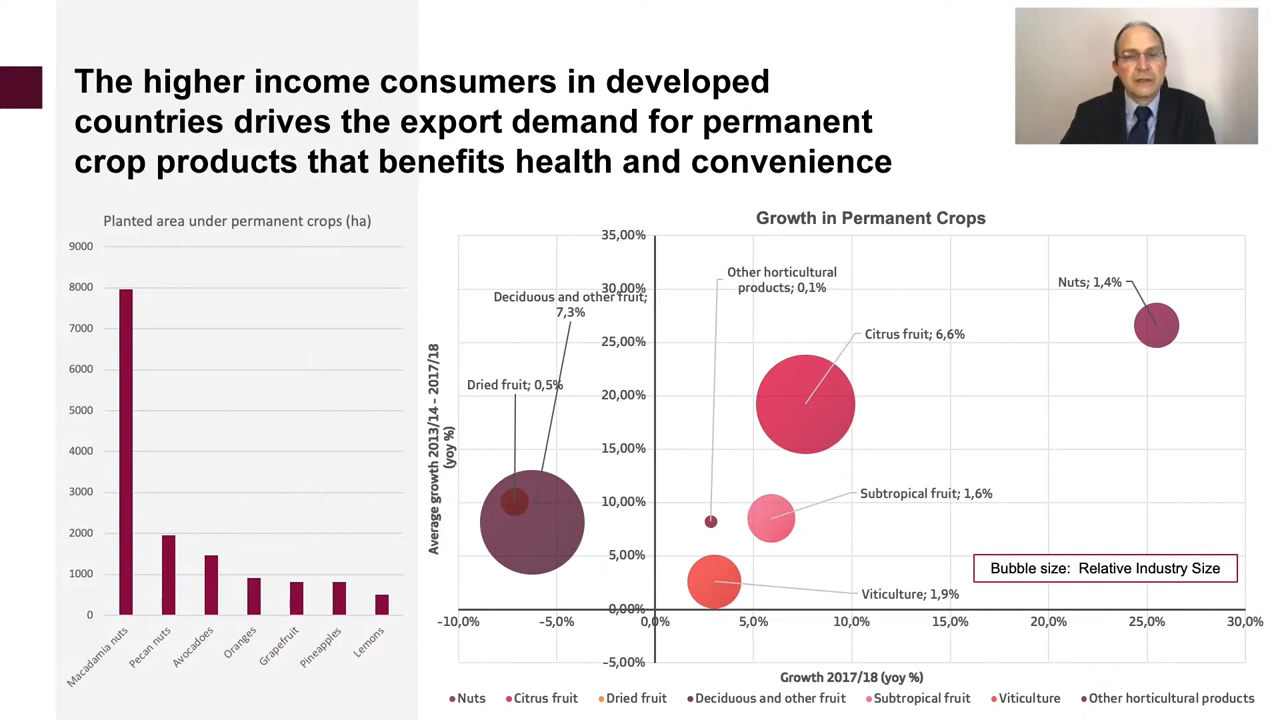 The higher income consumers in developed
countries drives the export demand for permanent
crop products that benefits health and convenience
Planted area under permanent crops (ha)
9000
8000
7000
6000
5000
4000
3000
2000
1000
0
Macadamia nuts
Pecan nuts
Avocadoes
Oranges
Grapefruit
Pineapples
Lemons
Growth in Permanent Crops
Average growth 2013/14 - 2017/18
(yoy %)
35,00%
30,00%
25,00%
20,00%
15,00%
10,00%
5,00%
0,00%
-5,00%
Other horticultural
products; 0,1%
Nuts; 1,4%
Deciduous and other fruit;
7,3%
Citrus fruit; 6,6%
Dried fruit; 0,5%
Subtropical fruit; 1,6%
Viticulture; 1,9%
Bubble size: Relative Industry Size
-10,0%
-5,0%
0,0%
5,0%
10,0%
15,0%
20,0%
25,0%
30,0%
Growth 2017/18 (yoy %)
Nuts
Citrus fruit
Dried fruit
Deciduous and other fruit
Subtropical fruit
Viticulture
Other horticultural products